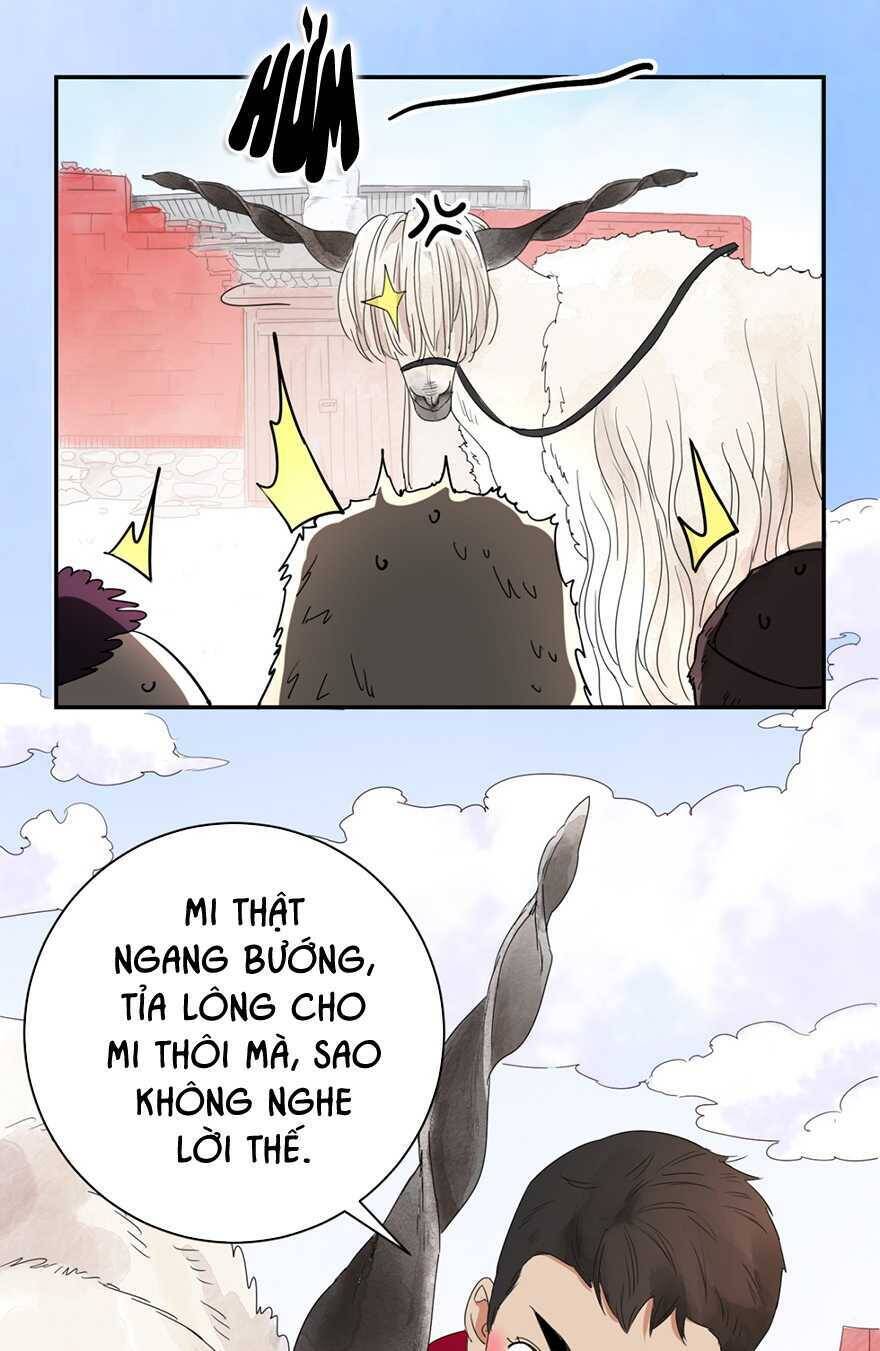 HỪM
MI THẬT
NGANG BƯỚNG,
TỈA LÔNG CHO
MI THÔI MÀ, SAO
KHÔNG NGHE
LỜI THẾ.